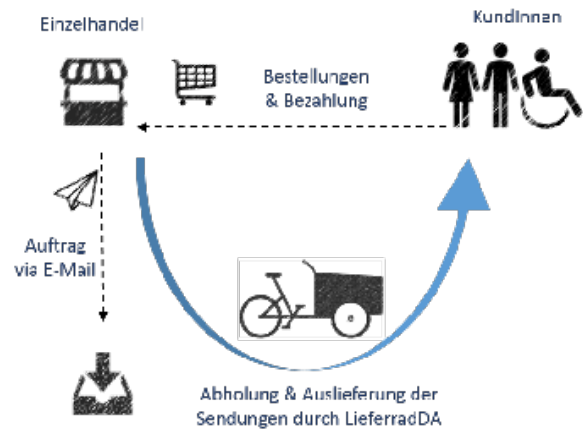 Einzelhandel
KundInnen
Bestellungen
& Bezahlung
Auftrag
via E-Mail
Abholung & Auslieferung der
Sendungen durch LieferradDA